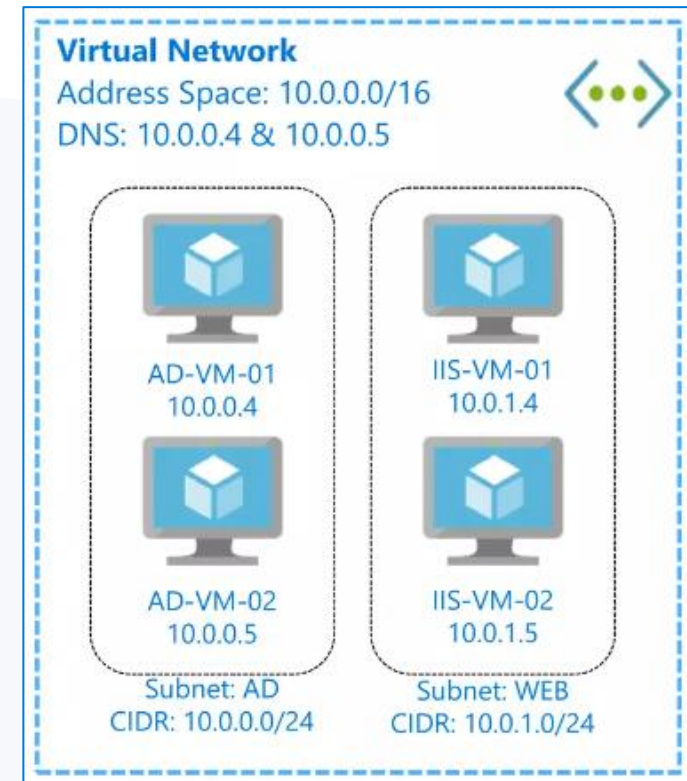 Virtual Network
Address Space: 10.0.0.0/16
DNS: 10.0.0.4 & 10.0.0.5
AD-VM-01
10.0.0.4
IIS-VM-01
10.0.1.4
AD-VM-02
10.0.0.5
IIS-VM-02
10.0.1.5
Subnet: AD
CIDR: 10.0.0.0/24
Subnet: WEB
CIDR: 10.0.1.0/24